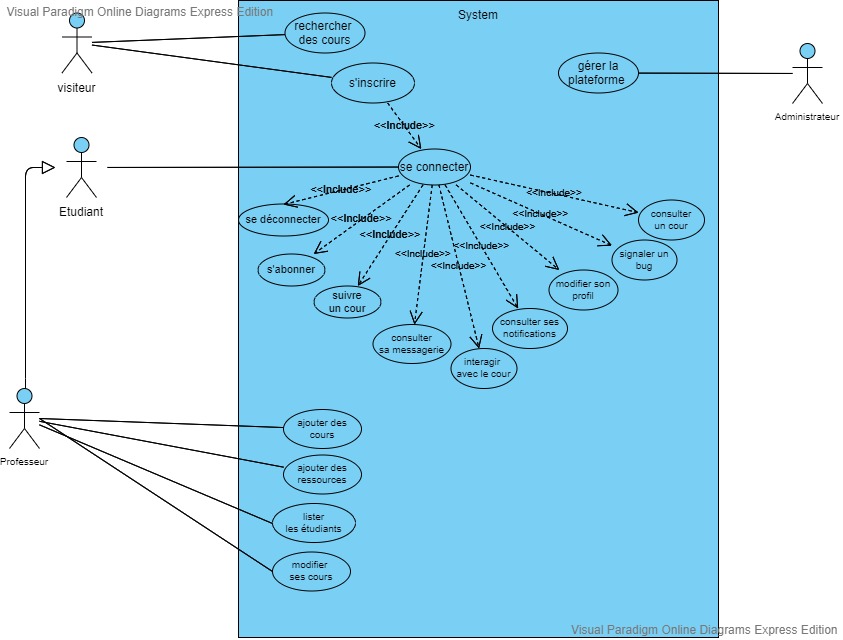 Visual Paradigm Online Diagrams Express Edition
System
rechercher
des cours
visiteur
s'inscrire
gérer la
plateforme
Administrateur
<<Include>>
Etudiant
se connecter
<<Include>>
<<Include>>
<<Include>>
<<Include>>
<<Include>>
<<Include>>
<<Include>>
<<Include>>
<<Include>>
se déconnecter
s'abonner
suivre
un cour
consulter
sa messagerie
interagir
avec le cour
consulter ses
notifications
modifier son
profil
signaler un
bug
consulter
un cour
Professeur
ajouter des
cours
ajouter des
ressources
lister
les étudiants
modifier
ses cours
Visual Paradigm Online Diagrams Express Edition